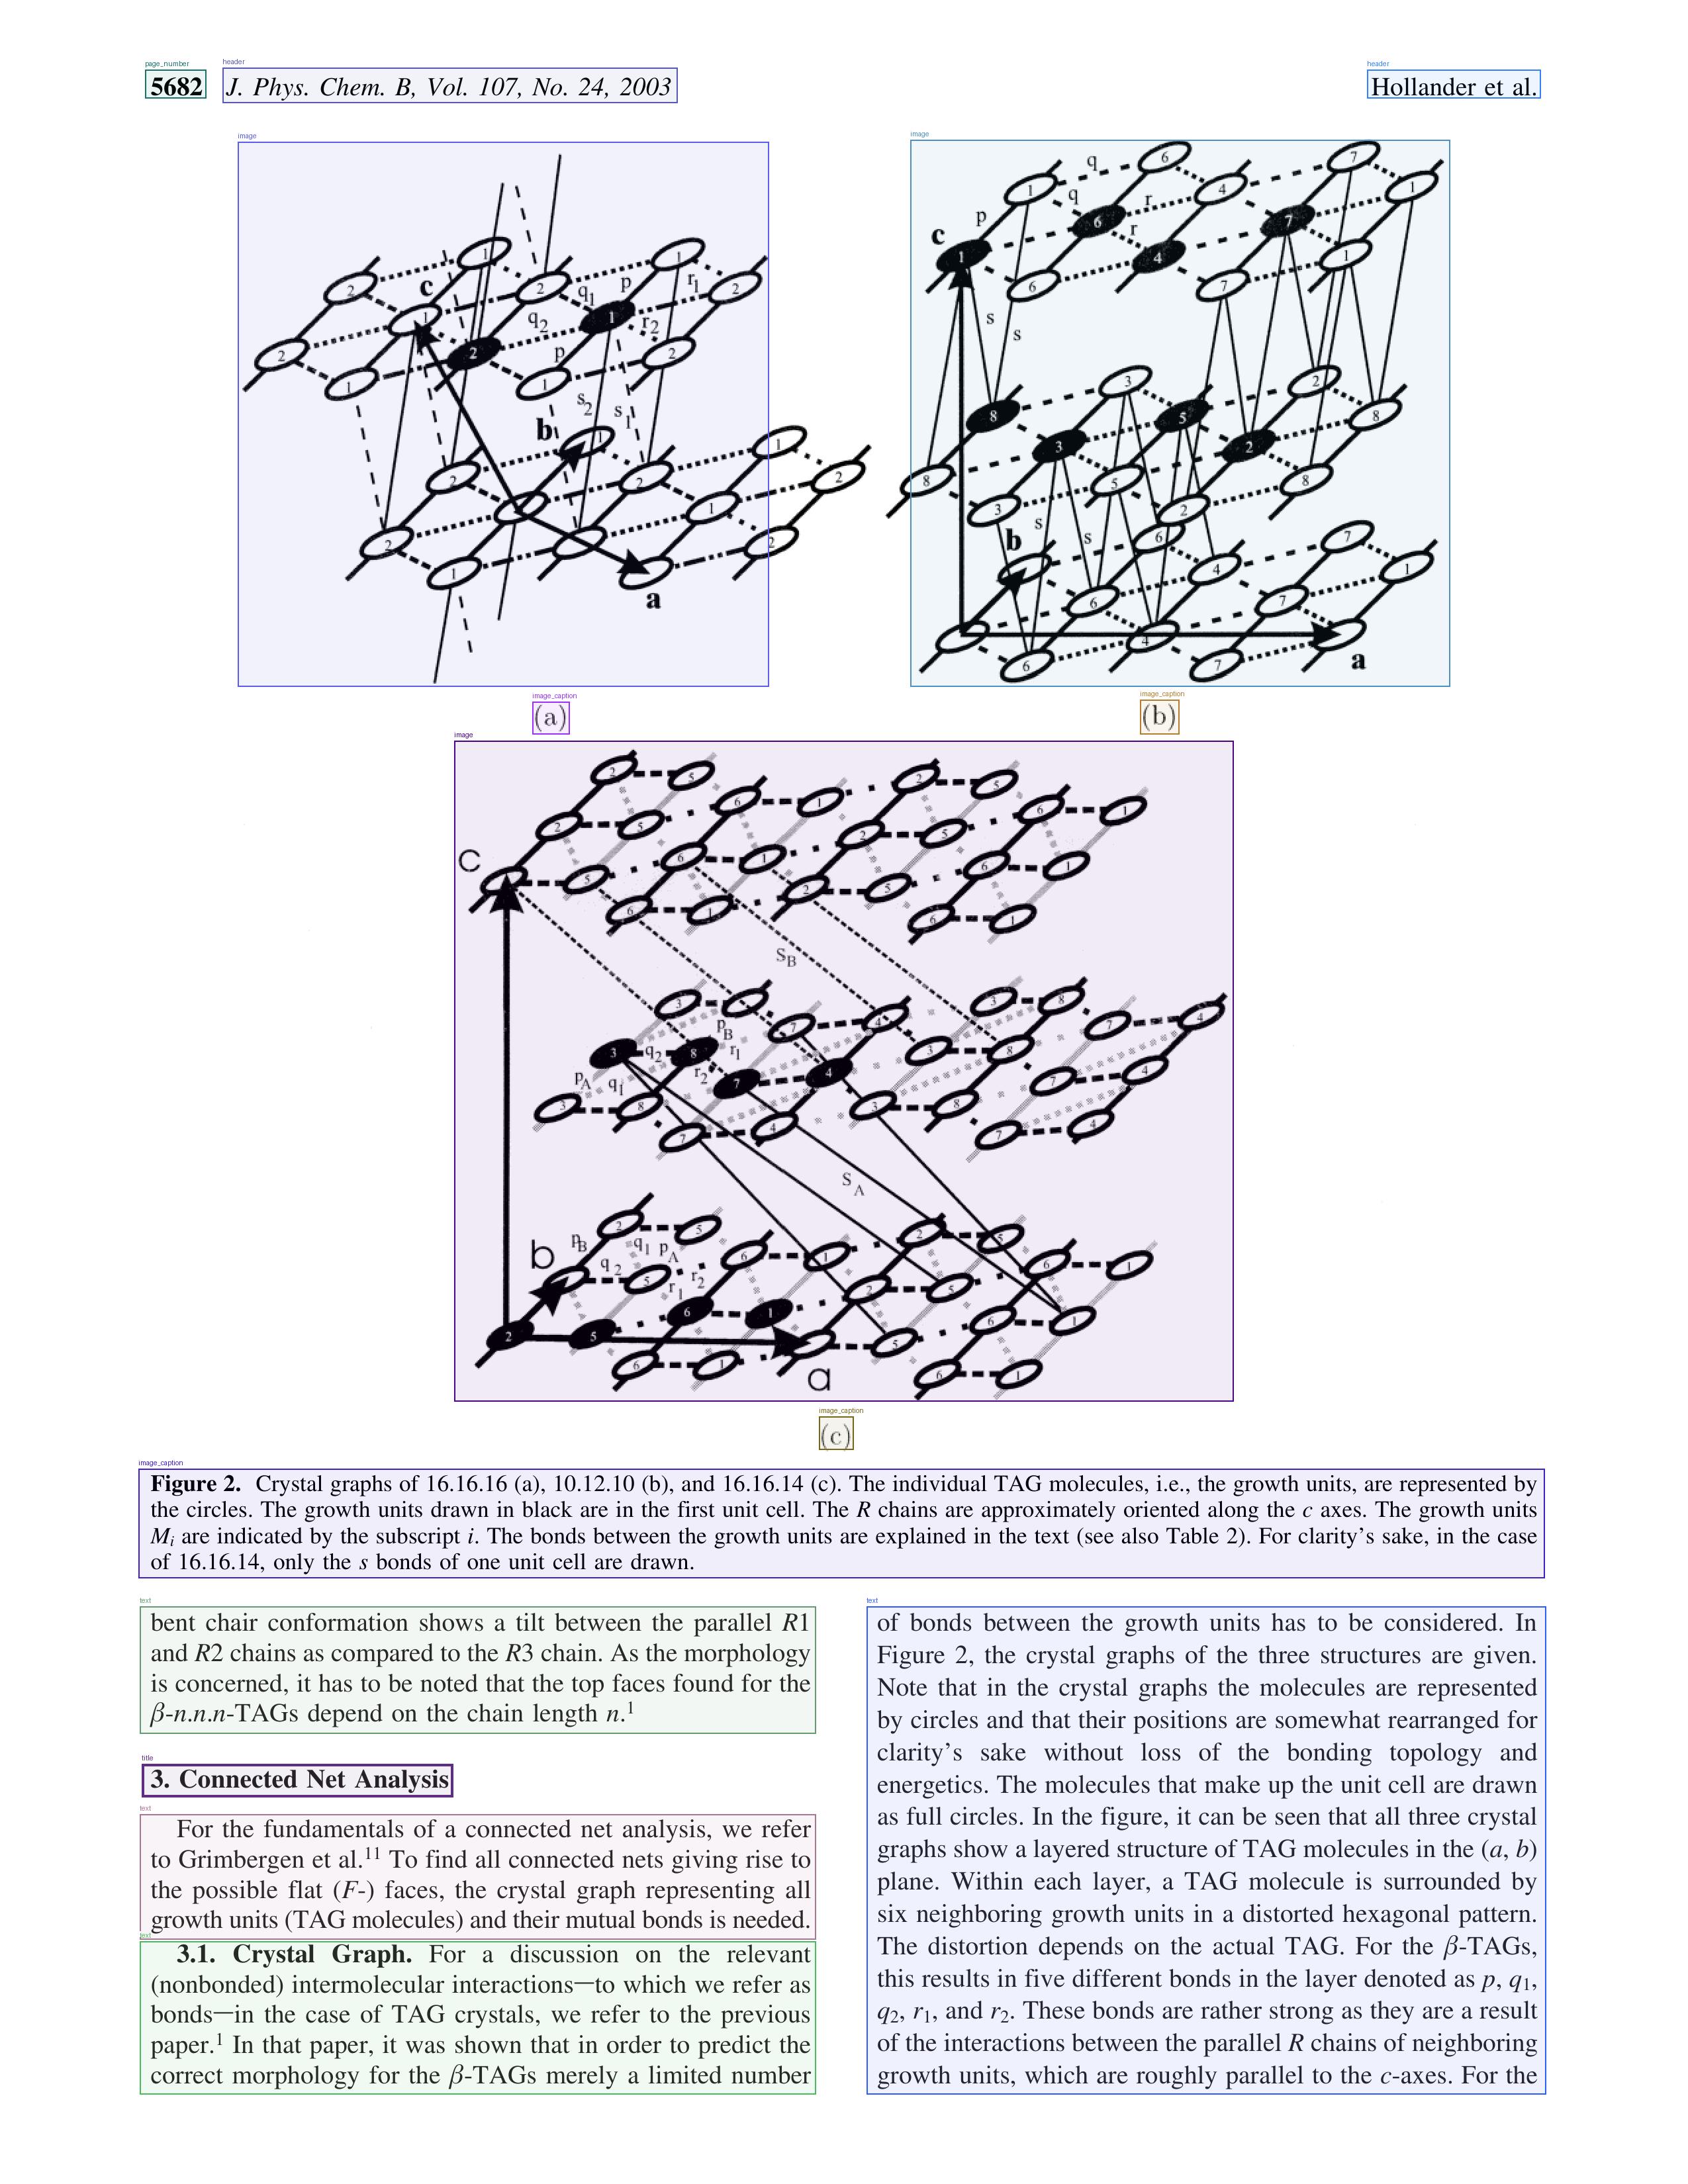 page_number
header
header
5682
J. Phys. Chem. B, Vol. 107, No. 24, 2003
Hollander et al.
image
image
image_caption
(a)
image_caption
(b)
image
image_caption
(c)
image_caption
Figure 2. Crystal graphs of 16.16.16 (a), 10.12.10 (b), and 16.16.14 (c). The individual TAG molecules, i.e., the growth units, are represented by
the circles. The growth units drawn in black are in the first unit cell. The R chains are approximately oriented along the c axes. The growth units
Mi are indicated by the subscript i. The bonds between the growth units are explained in the text (see also Table 2). For clarity's sake, in the case
of 16.16.14, only the s bonds of one unit cell are drawn.
text
bent chair conformation shows a tilt between the parallel R1
and R2 chains as compared to the R3 chain. As the morphology
is concerned, it has to be noted that the top faces found for the
β-n.n.n-TAGs depend on the chain length n.¹
title
3. Connected Net Analysis
text
For the fundamentals of a connected net analysis, we refer
to Grimbergen et al.¹¹ To find all connected nets giving rise to
the possible flat (F-) faces, the crystal graph representing all
growth units (TAG molecules) and their mutual bonds is needed.
text
3.1. Crystal Graph. For a discussion on the relevant
(nonbonded) intermolecular interactions—to which we refer as
bonds—in the case of TAG crystals, we refer to the previous
paper.¹ In that paper, it was shown that in order to predict the
correct morphology for the β-TAGs merely a limited number
text
of bonds between the growth units has to be considered. In
Figure 2, the crystal graphs of the three structures are given.
Note that in the crystal graphs the molecules are represented
by circles and that their positions are somewhat rearranged for
clarity's sake without loss of the bonding topology and
energetics. The molecules that make up the unit cell are drawn
as full circles. In the figure, it can be seen that all three crystal
graphs show a layered structure of TAG molecules in the (a, b)
plane. Within each layer, a TAG molecule is surrounded by
six neighboring growth units in a distorted hexagonal pattern.
The distortion depends on the actual TAG. For the β-TAGs,
this results in five different bonds in the layer denoted as p, q₁,
q₂, r₁, and r₂. These bonds are rather strong as they are a result
of the interactions between the parallel R chains of neighboring
growth units, which are roughly parallel to the c-axes. For the